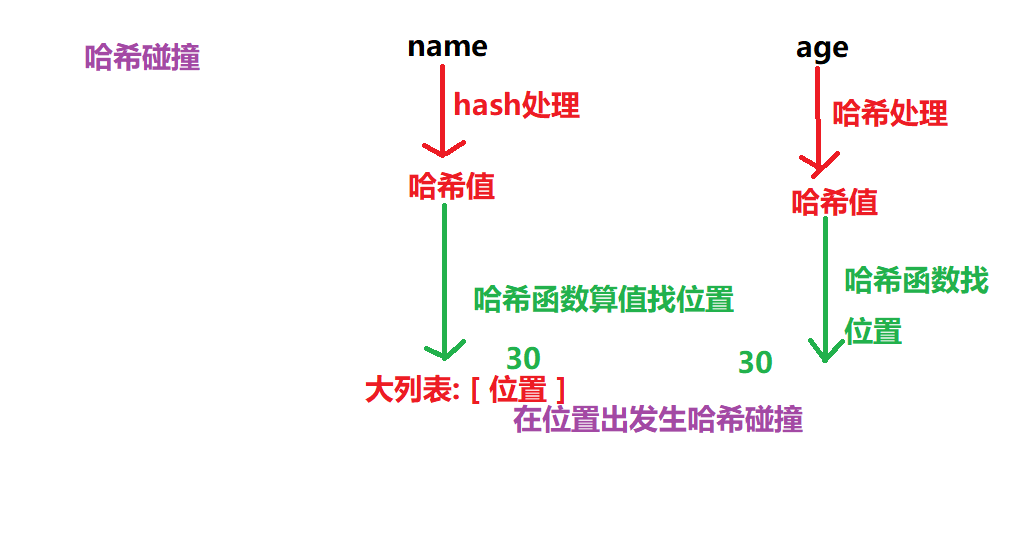 哈希碰撞
name
age
hash处理
哈希处理
哈希值
哈希值
哈希函数算值找位置
哈希函数找
位置
30
30
大列表: [ 位置 ]
在位置出发生哈希碰撞